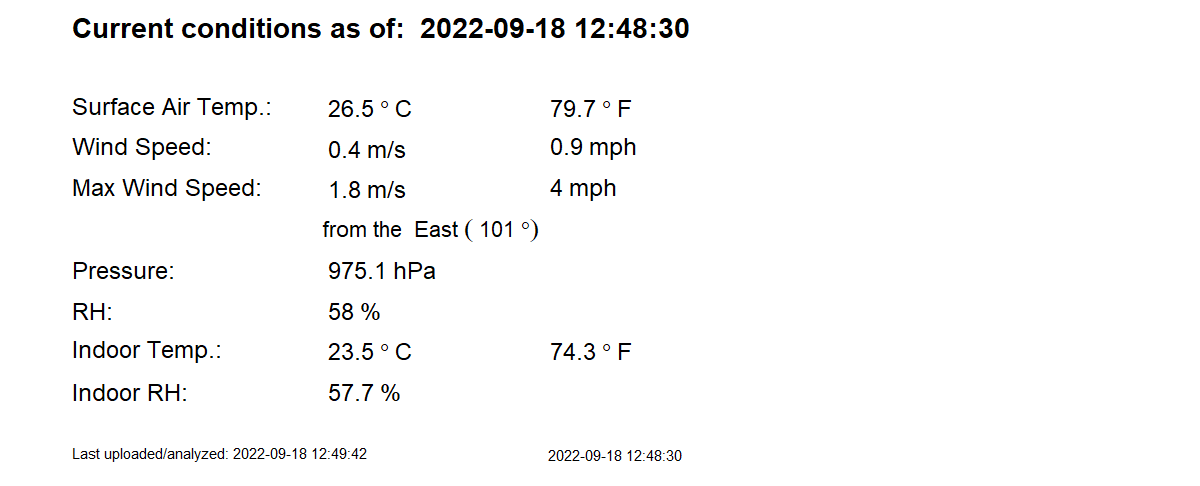 Current conditions as of:  2022-09-18 12:48:30
Surface Air Temp.: 26.5 ° C 79.7 ° F
Wind Speed: 0.4 m/s 0.9 mph
Max Wind Speed: 1.8 m/s 4 mph
from the  East ( 101 °)
Pressure: 975.1 hPa
RH: 58 %
Indoor Temp.: 23.5 ° C 74.3 ° F
Indoor RH: 57.7 %
Last uploaded/analyzed: 2022-09-18 12:49:42 2022-09-18 12:48:30